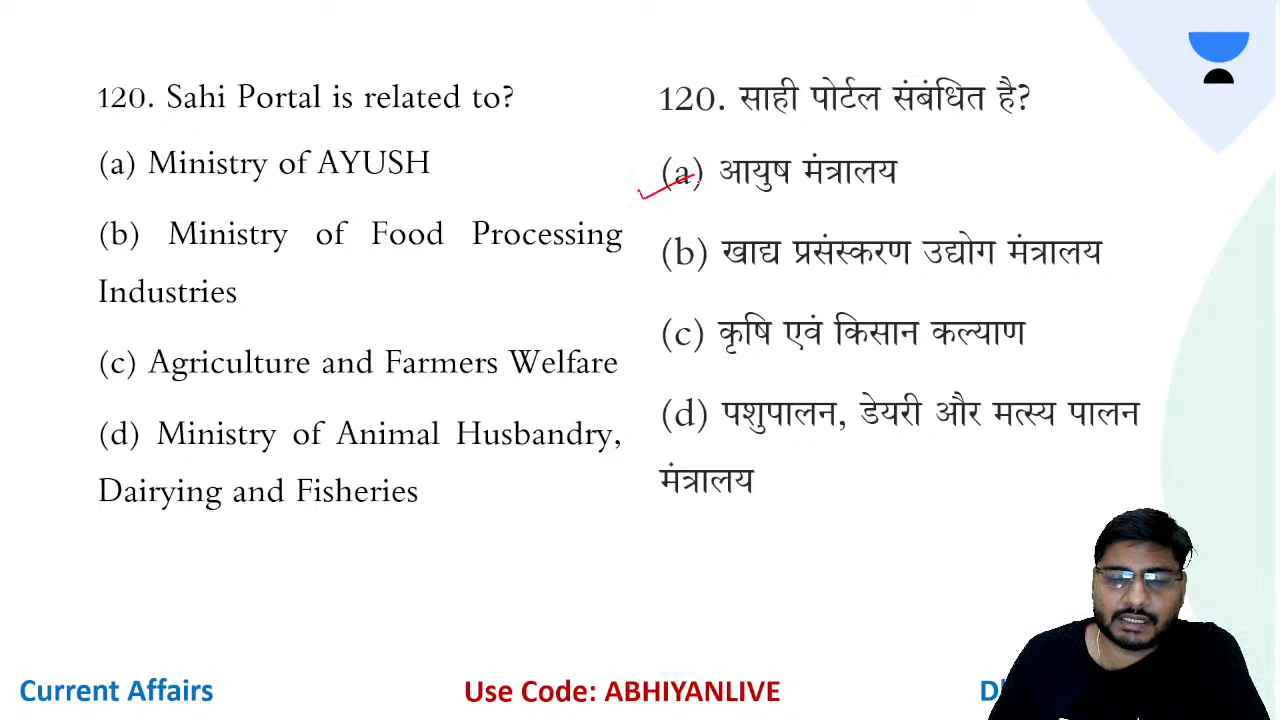 120. Sahi Portal is related to?
(a) Ministry of AYUSH
(b) Ministry of Food Processing
Industries
(c) Agriculture and Farmers Welfare
(d) Ministry of Animal Husbandry,
Dairying and Fisheries
120. साही पोर्टल संबंधित है?
(a) आयुष मंत्रालय
(b) खाद्य प्रसंस्करण उद्योग मंत्रालय
(c) कृषि एवं किसान कल्याण
(d) पशुपालन, डेयरी और मत्स्य पालन
मंत्रालय
Current Affairs
Use Code: ABHIYANLIVE